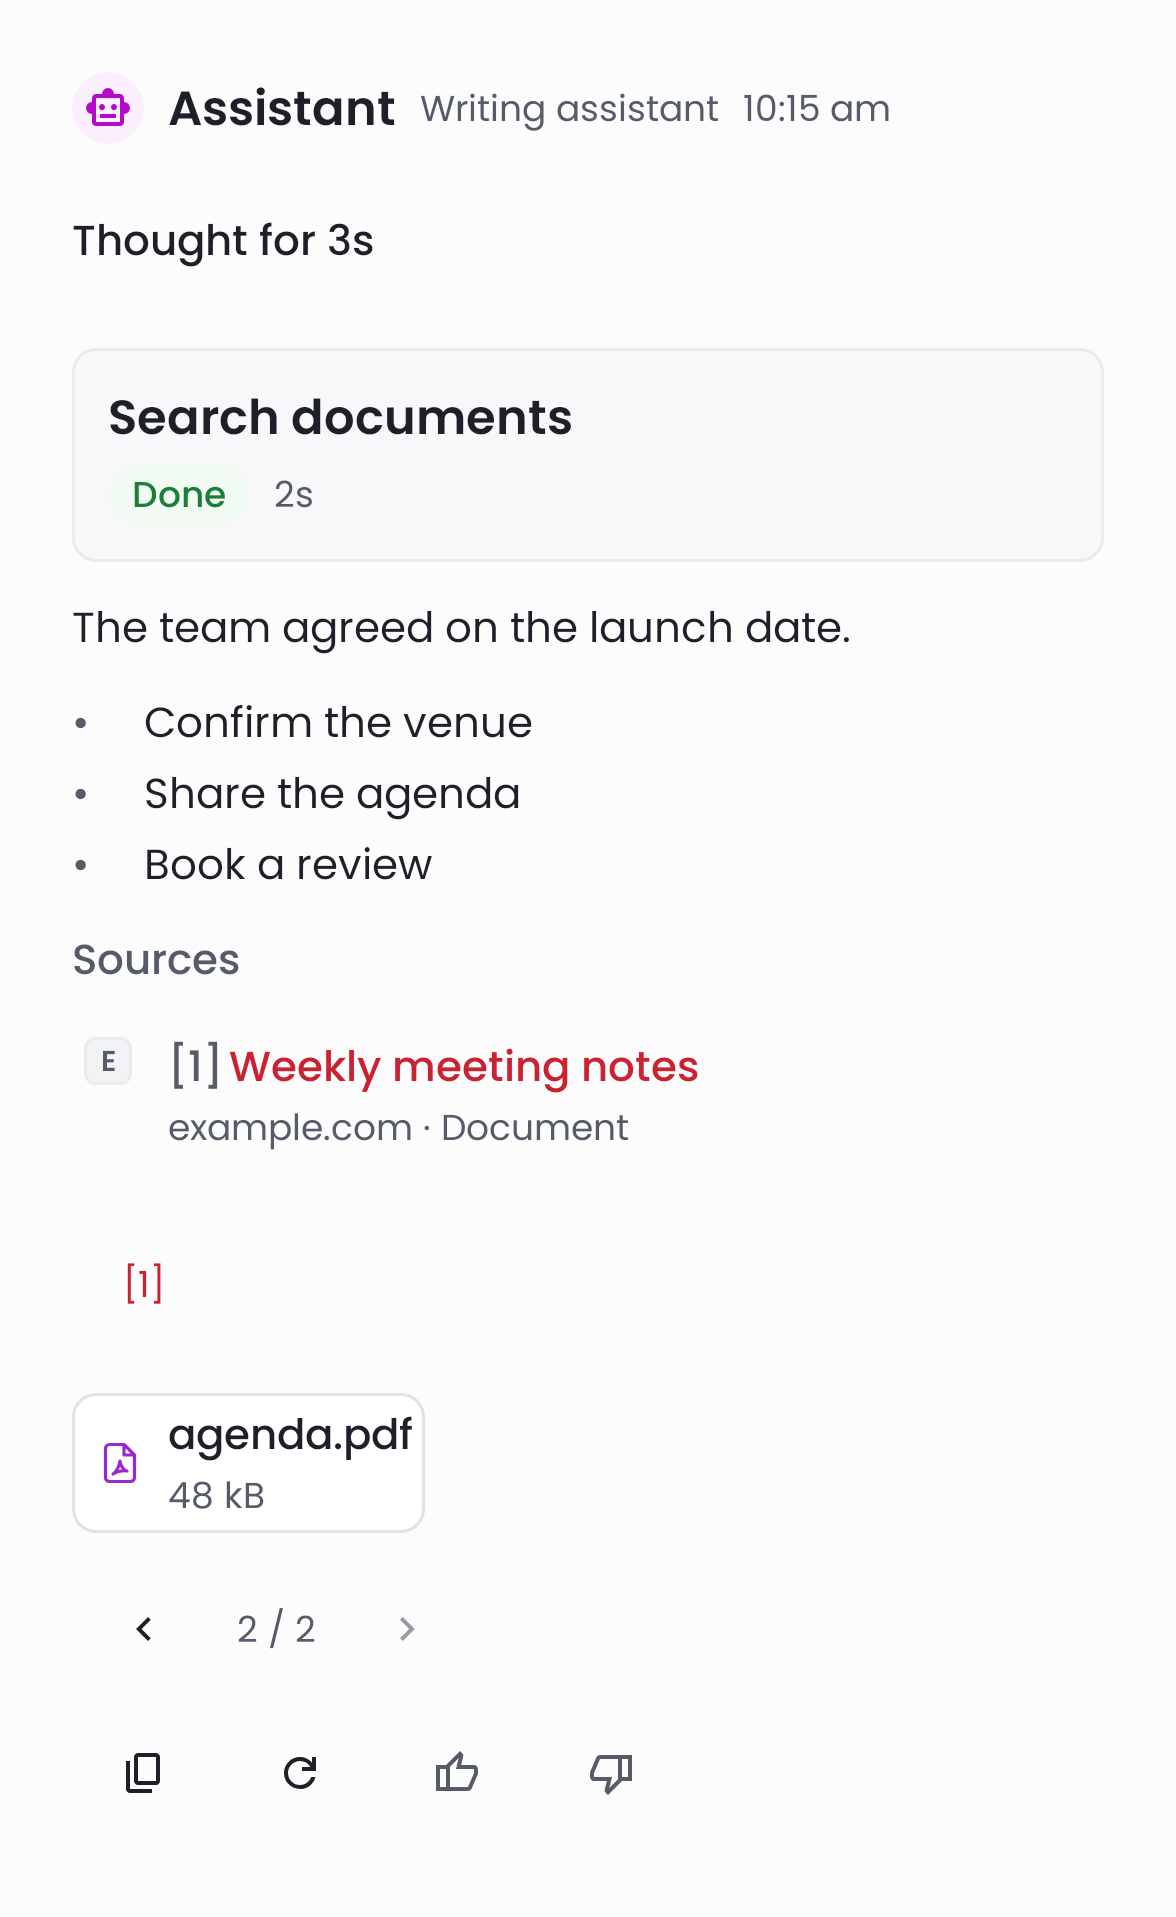 Assistant Writing assistant 10:15 am
Thought for 3s
Search documents
Done 2s
The team agreed on the launch date.
• Confirm the venue
• Share the agenda
• Book a review
Sources
E [1] Weekly meeting notes
example.com · Document
[1]
agenda.pdf
48 kB
2 / 2